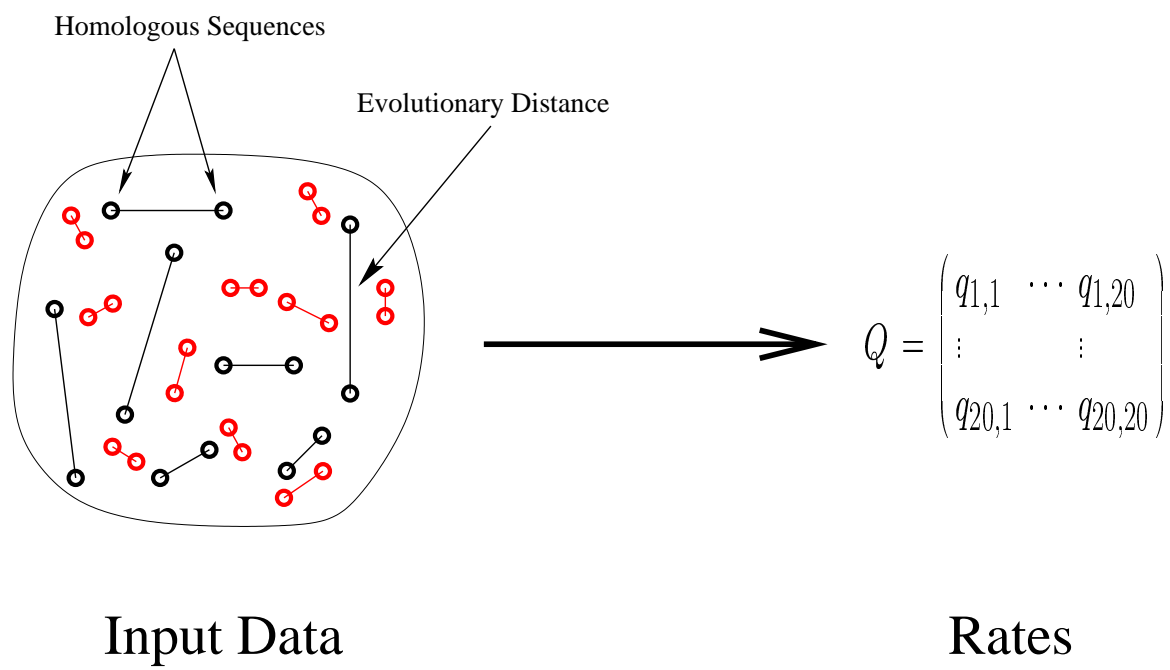 Homologous Sequences
Evolutionary Distance
q1,1 ⋯ q1,20
Q = ⋮ ⋮
q20,1 ⋯ q20,20
Input Data
Rates